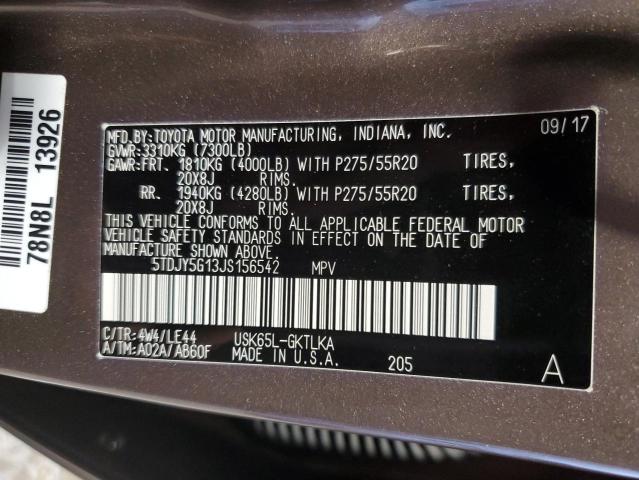 78N8L 13926
MFD.BY:TOYOTA MOTOR MANUFACTURING, INDIANA, INC. 09/17
GVWR:3310KG (7300LB)
GAWR:FRT. 1810KG (4000LB) WITH P275/55R20 TIRES,
20X8J RIMS.
RR. 1940KG (4280LB) WITH P275/55R20 TIRES,
20X8J RIMS.
THIS VEHICLE CONFORMS TO ALL APPLICABLE FEDERAL MOTOR
VEHICLE SAFETY STANDARDS IN EFFECT ON THE DATE OF
MANUFACTURE SHOWN ABOVE.
5TDJY5G13JS156542 MPV
C/TR:4W4/LE44 USK65L-GKTLKA
A/TM:A02A/AB60F MADE IN U.S.A. 205 A